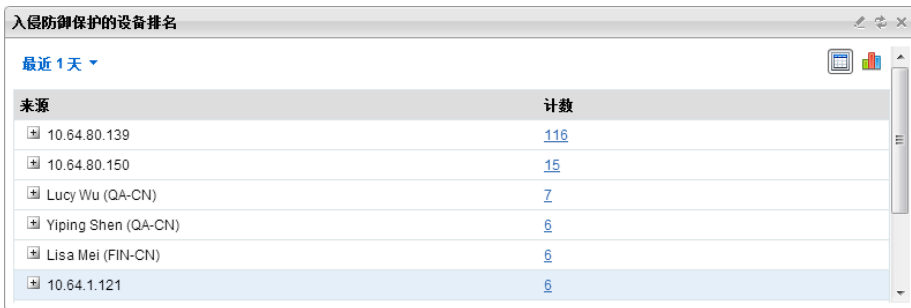 入侵防御保护的设备排名
最近 1 天
来源 计数
10.64.80.139 116
10.64.80.150 15
Lucy Wu (QA-CN) 7
Yiping Shen (QA-CN) 6
Lisa Mei (FIN-CN) 6
10.64.1.121 6